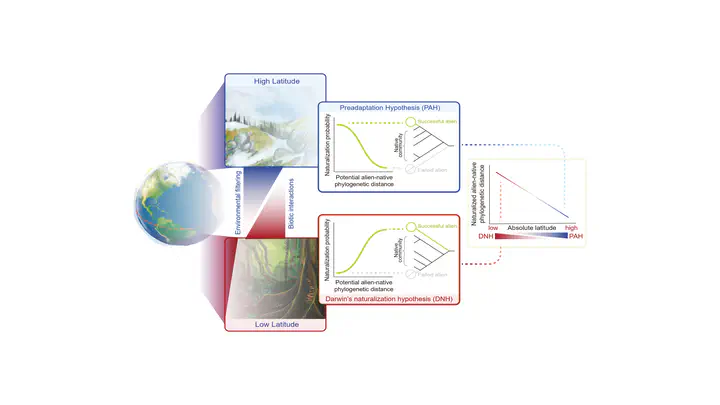 High Latitude
Environmental filtering
Biotic interactions
Low Latitude
Preadaptation Hypothesis (PAH)
Naturalization probability
Potential alien-native
phylogenetic distance
Successful alien
Native
community
Failed alien
Naturalization probability
Potential alien-native
phylogenetic distance
Successful alien
Native
community
Failed alien
Darwin's naturalization hypothesis (DNH)
Naturalized alien-native
phylogenetic distance
low
Absolute latitude
high
DNH
PAH